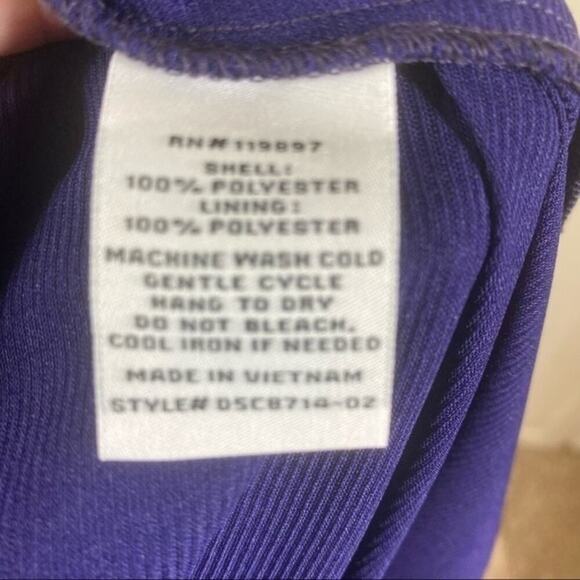 RN#119897
SHELL:
100% POLYESTER
LINING:
100% POLYESTER
MACHINE WASH COLD
GENTLE CYCLE
HANG TO DRY
DO NOT BLEACH.
COOL IRON IF NEEDED
MADE IN VIETNAM
STYLE# DSC8714-02